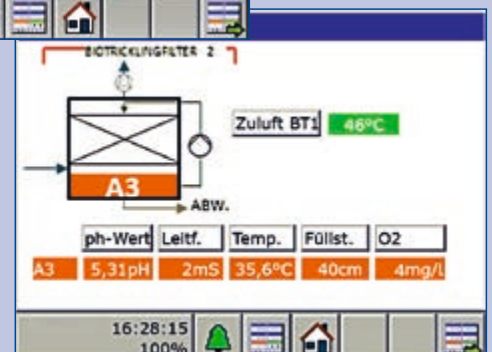 BIOTRICKLINGFILTER 2
Zuluft BT1 46°C
A3
ABW.
ph-Wert Leitf. Temp. Füllst. O2
A3 5,31pH 2mS 35,6°C 40cm 4mg/L
16:28:15
100%